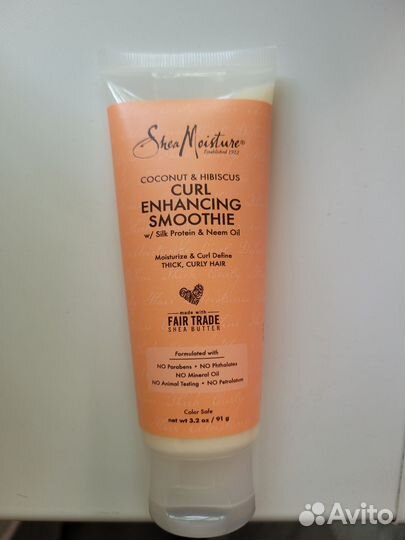 SheaMoisture®
Established 1912
COCONUT & HIBISCUS
CURL
ENHANCING
SMOOTHIE
w/ Silk Protein & Neem Oil
Moisturize & Curl Define
THICK, CURLY HAIR
made with
FAIR TRADE
SHEA BUTTER
Formulated with
NO Parabens • NO Phthalates
NO Mineral Oil
NO Animal Testing • NO Petrolatum
Color Safe
net wt 3.2 oz / 91 g
Avito